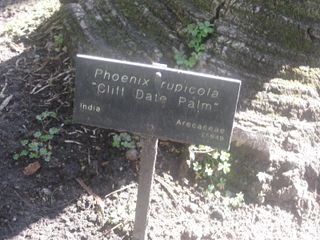 Phoenix rupicola
"Cliff Date Palm"
India
Arecaceae